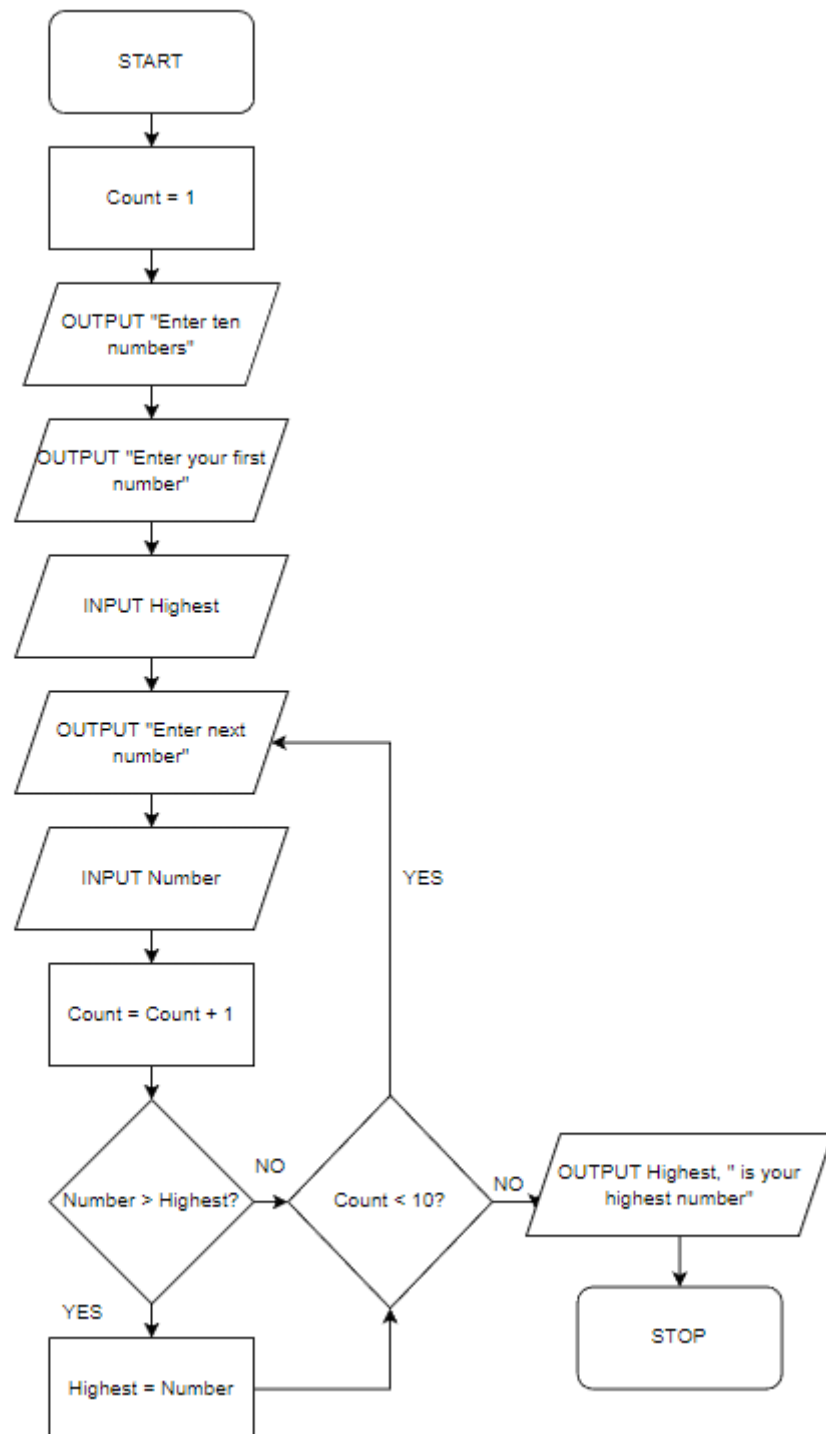 START
Count = 1
OUTPUT "Enter ten
numbers"
OUTPUT "Enter your first
number"
INPUT Highest
OUTPUT "Enter next
number"
INPUT Number
YES
Count = Count + 1
Number > Highest?
NO
Count < 10?
NO
OUTPUT Highest, " is your
highest number"
YES
Highest = Number
STOP